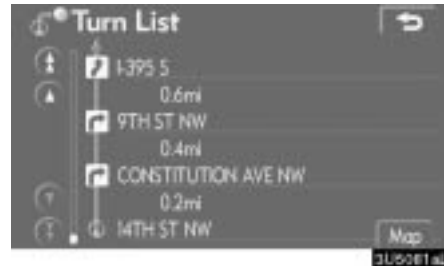 Turn List
I-395 S
0.6mi
9TH ST NW
0.4mi
CONSTITUTION AVE NW
0.2mi
14TH ST NW
Map